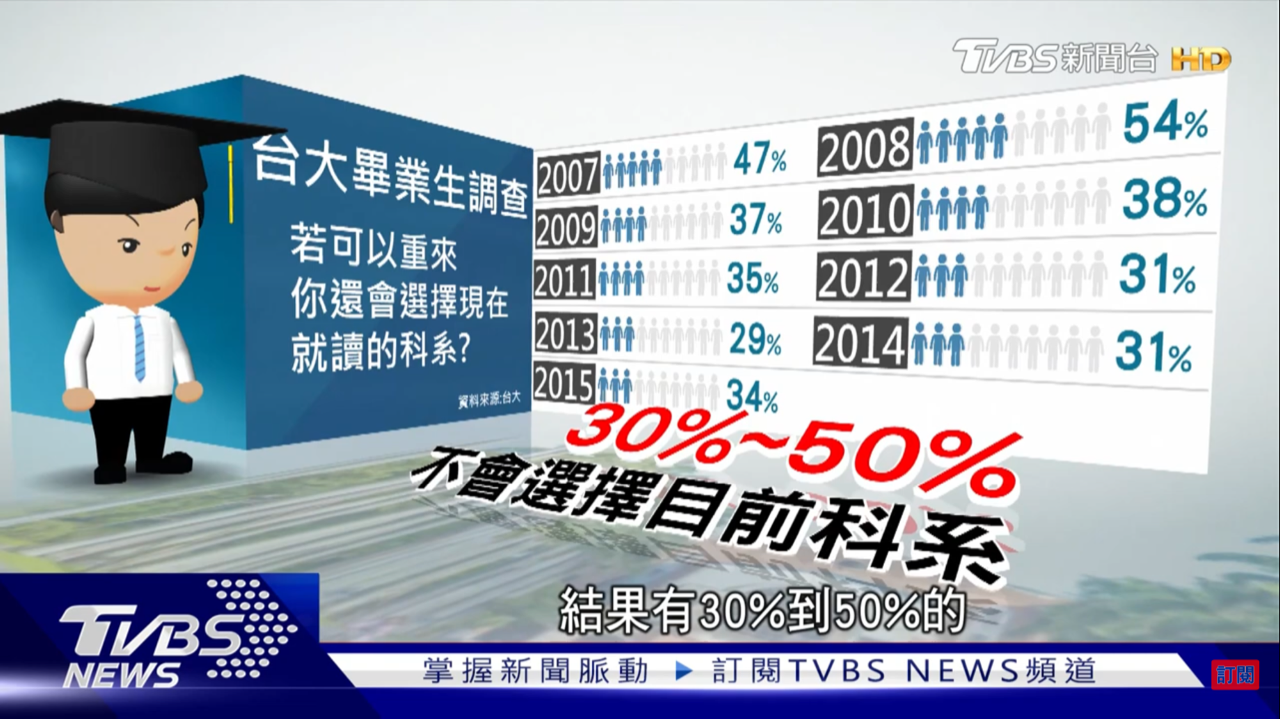 TVBS新聞台 HD
台大畢業生調查
若可以重來
你還會選擇現在
就讀的科系?
資料來源:台大
2007 47%
2008 54%
2009 37%
2010 38%
2011 35%
2012 31%
2013 29%
2014 31%
2015 34%
30%~50%
不會選擇目前科系
結果有30%到50%的
TVBS
NEWS
掌握新聞脈動 ▶ 訂閱TVBS NEWS頻道
訂閱